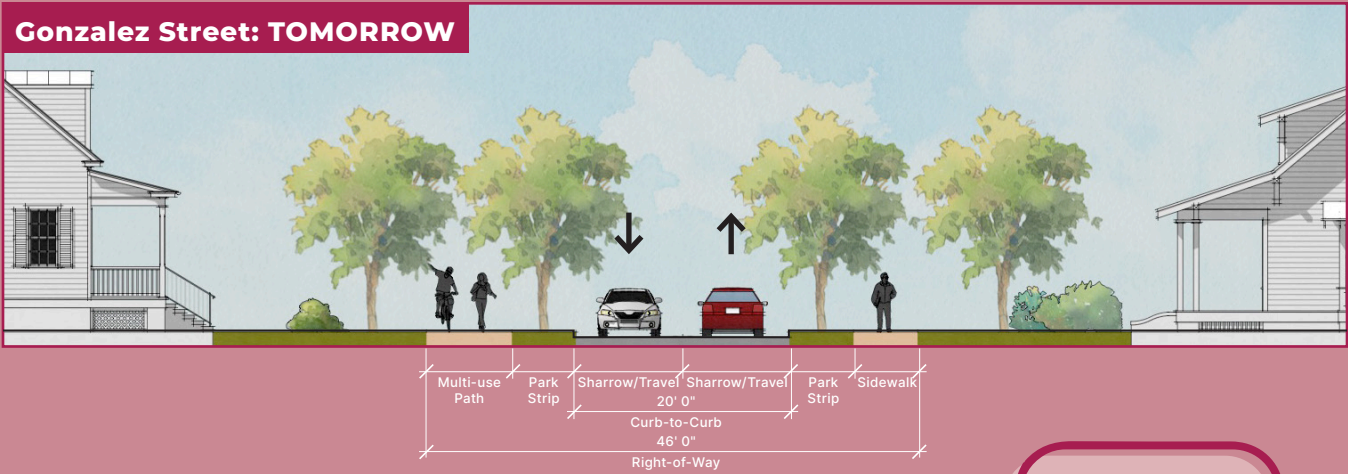 Gonzalez Street: TOMORROW
Multi-use Path
Park Strip
Sharrow/Travel
Sharrow/Travel
Park Strip
Sidewalk
20' 0"
Curb-to-Curb
46' 0"
Right-of-Way